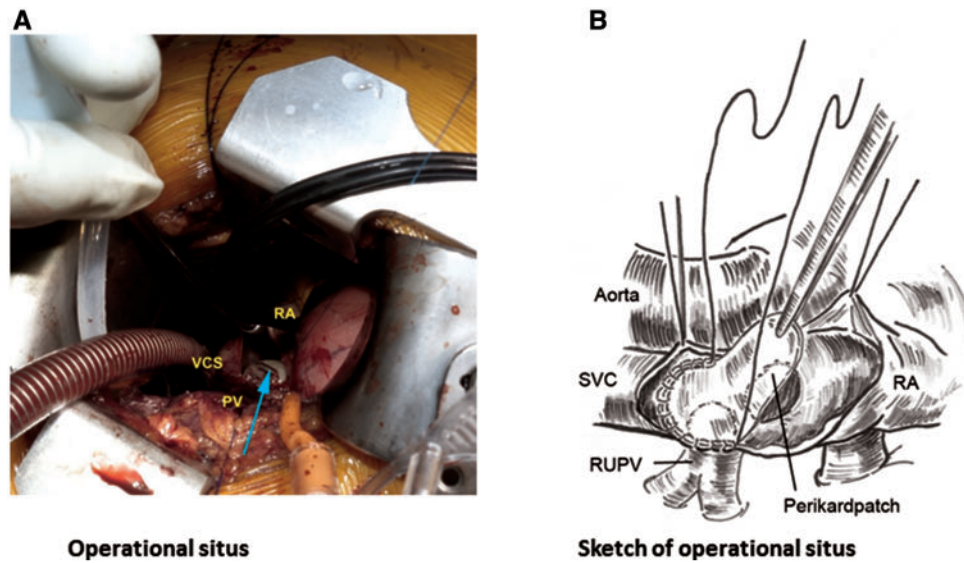 A
B
RA
VCS
PV
Aorta
SVC
RA
RUPV
Perikardpatch
Operational situs
Sketch of operational situs